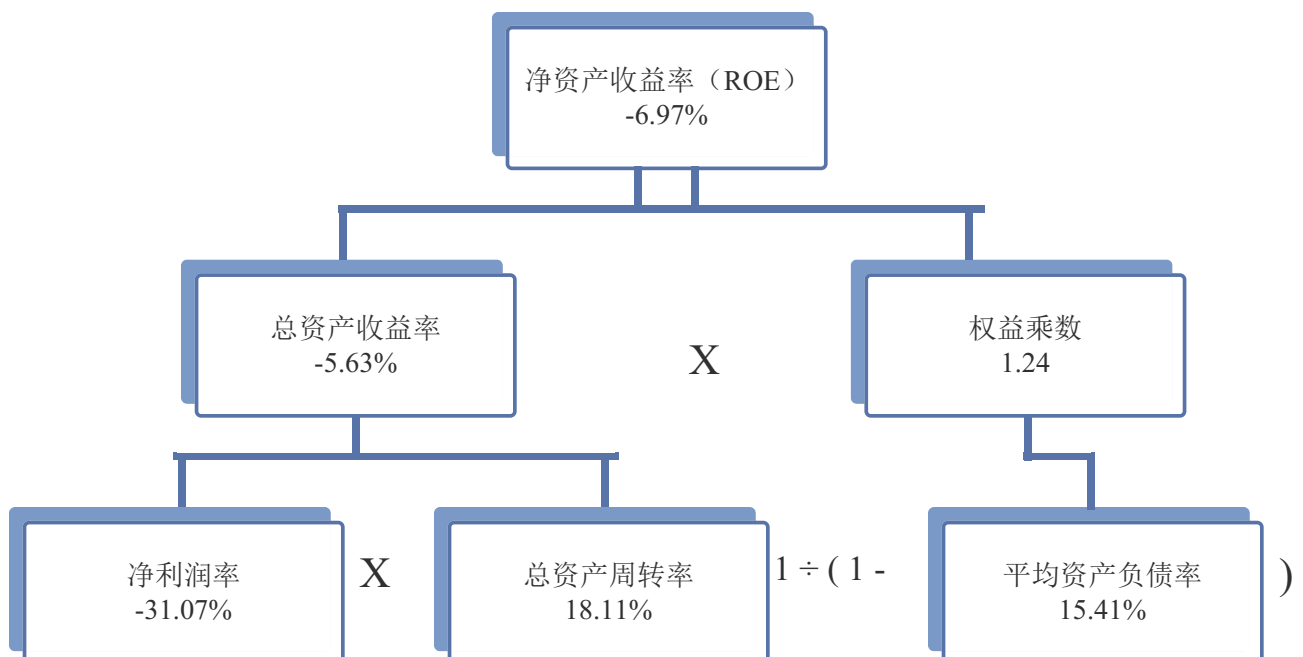 净资产收益率（ROE）
-6.97%
总资产收益率
-5.63%
X
权益乘数
1.24
净利润率
-31.07%
X
总资产周转率
18.11%
1 ÷ ( 1 -
平均资产负债率
15.41%
)